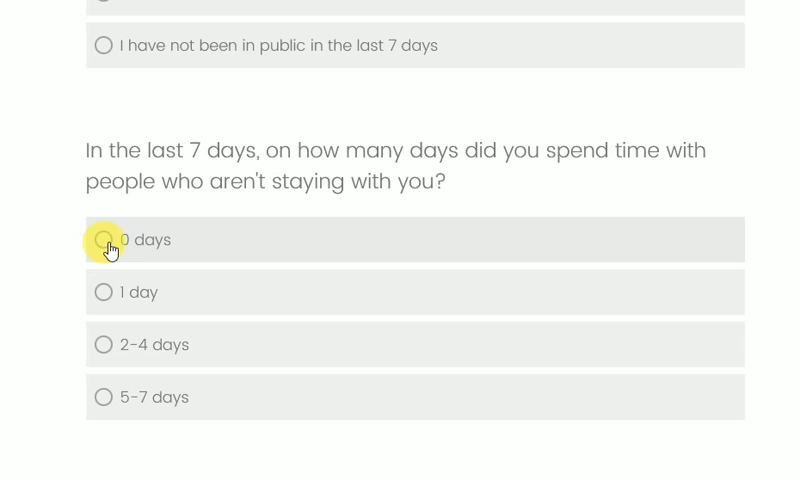 I have not been in public in the last 7 days
In the last 7 days, on how many days did you spend time with
people who aren't staying with you?
0 days
1 day
2-4 days
5-7 days